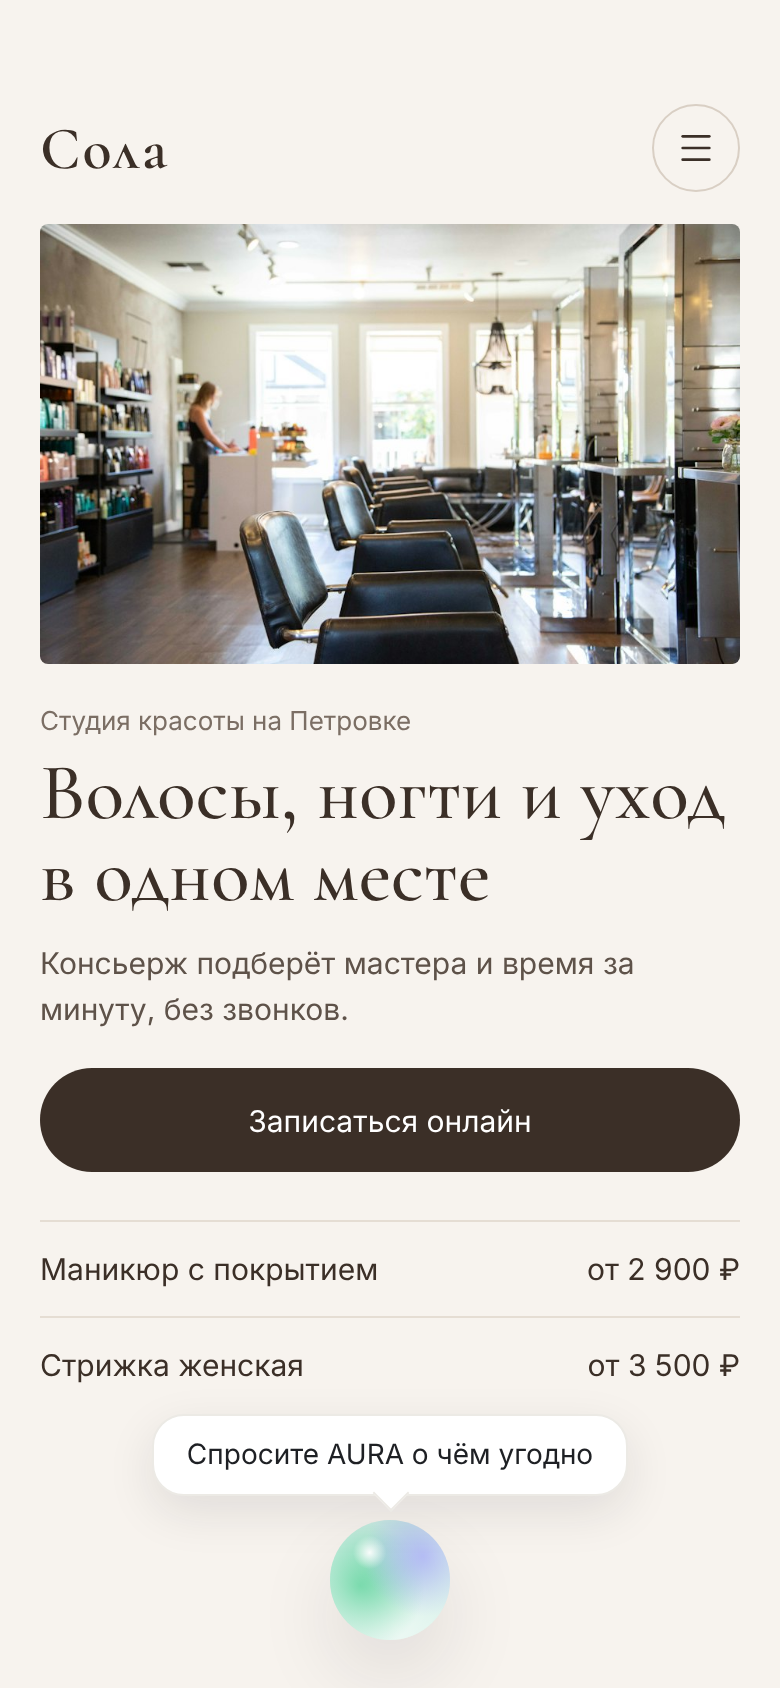 Сола
Студия красоты на Петровке
Волосы, ногти и уход
в одном месте
Консьерж подберёт мастера и время за
минуту, без звонков.
Записаться онлайн
Маникюр с покрытием от 2 900 ₽
Стрижка женская от 3 500 ₽
Спросите AURA о чём угодно